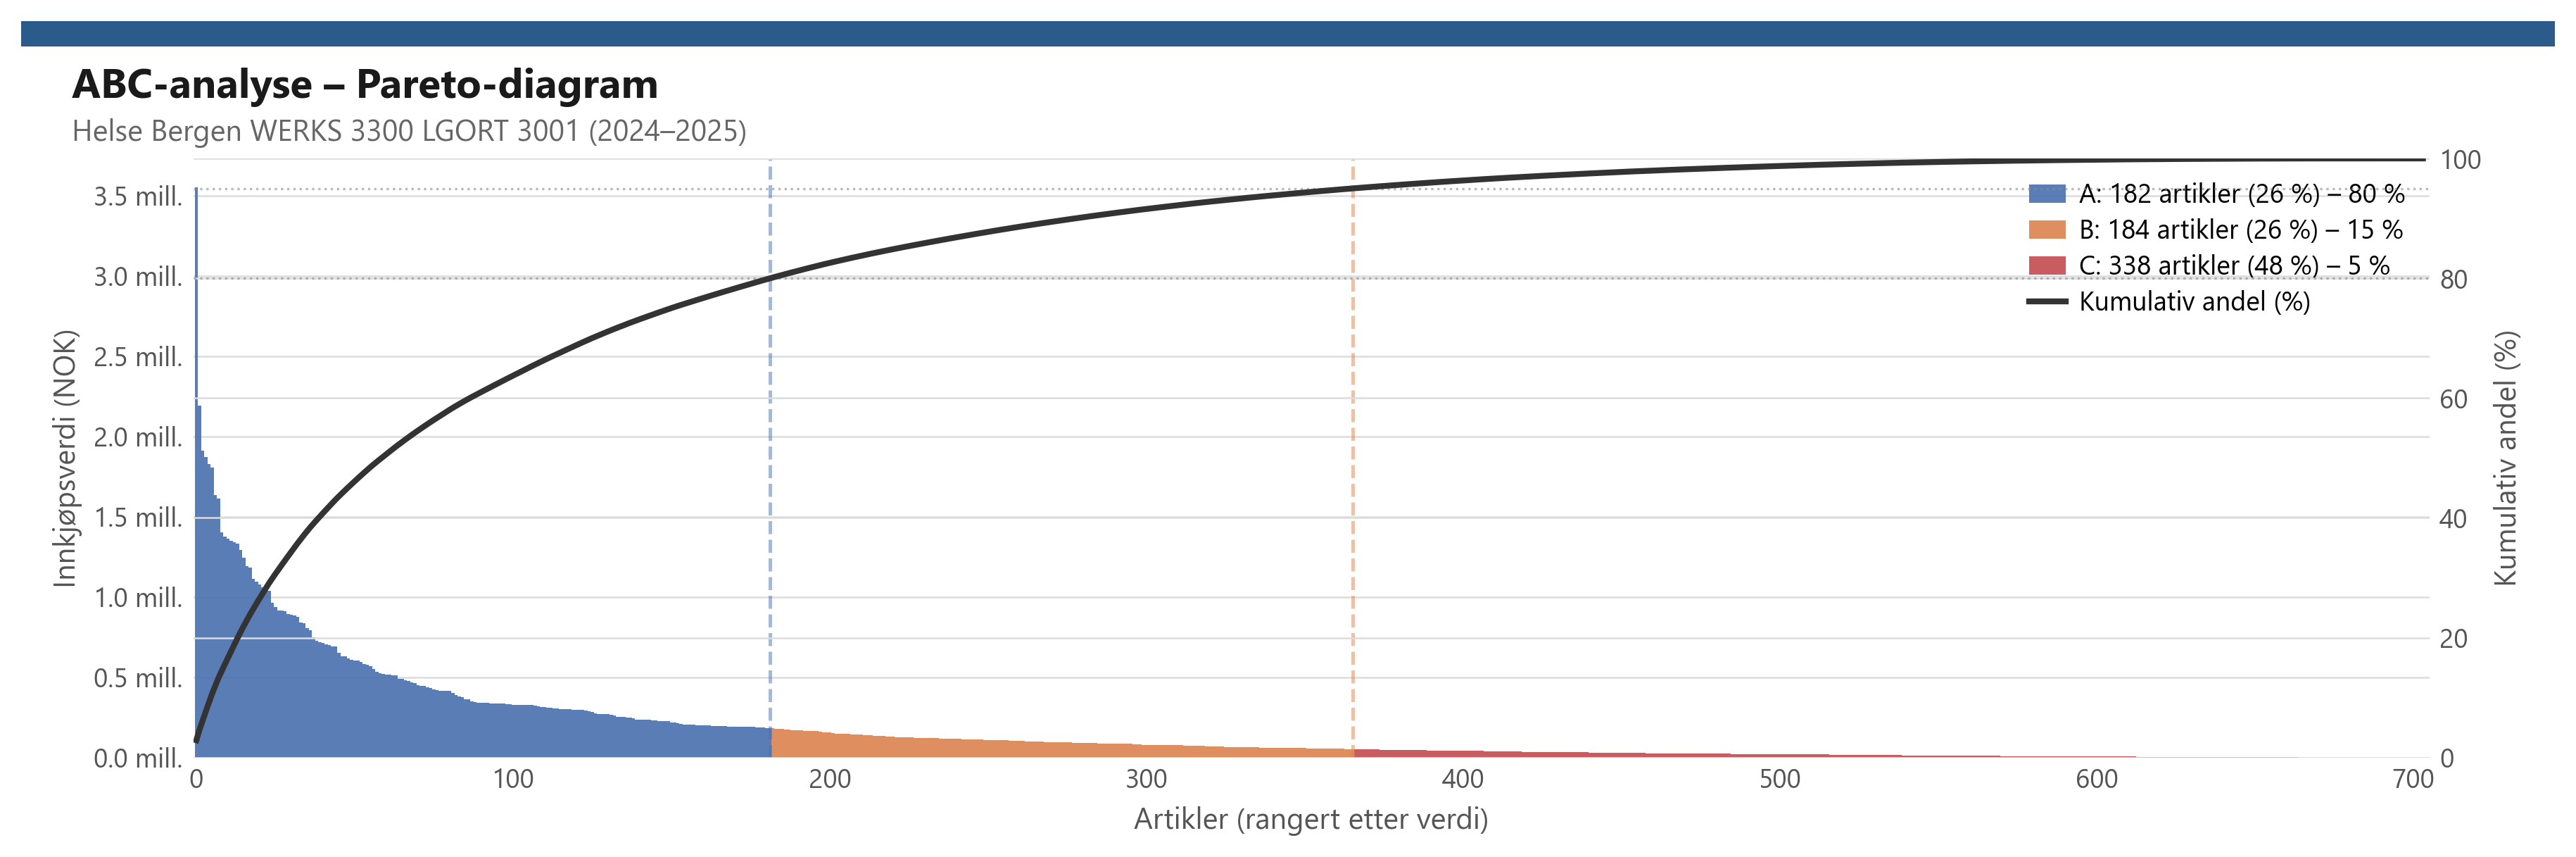 ABC-analyse – Pareto-diagram
Helse Bergen WERKS 3300 LGORT 3001 (2024–2025)
Innkjøpsverdi (NOK)
3.5 mill.
3.0 mill.
2.5 mill.
2.0 mill.
1.5 mill.
1.0 mill.
0.5 mill.
0.0 mill.
A: 182 artikler (26 %) – 80 %
B: 184 artikler (26 %) – 15 %
C: 338 artikler (48 %) – 5 %
Kumulativ andel (%)
100
80
60
40
20
0
Kumulativ andel (%)
0 100 200 300 400 500 600 700
Artikler (rangert etter verdi)